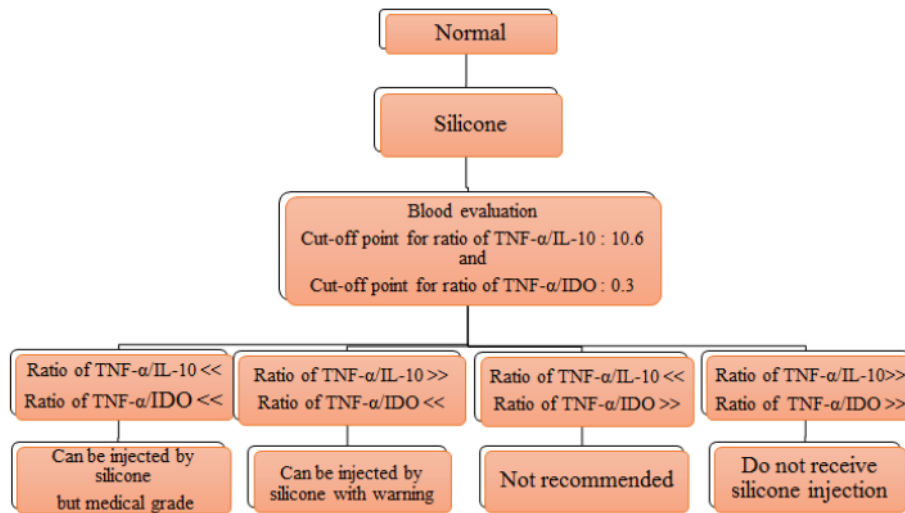 Normal
Silicone
Blood evaluation
Cut-off point for ratio of TNF-α/IL-10 : 10.6
and
Cut-off point for ratio of TNF-α/IDO : 0.3
Ratio of TNF-α/IL-10 <<
Ratio of TNF-α/IDO <<
Ratio of TNF-α/IL-10 >>
Ratio of TNF-α/IDO <<
Ratio of TNF-α/IL-10 <<
Ratio of TNF-α/IDO >>
Ratio of TNF-α/IL-10>>
Ratio of TNF-α/IDO >>
Can be injected by
silicone
but medical grade
Can be injected by
silicone with warning
Not recommended
Do not receive
silicone injection